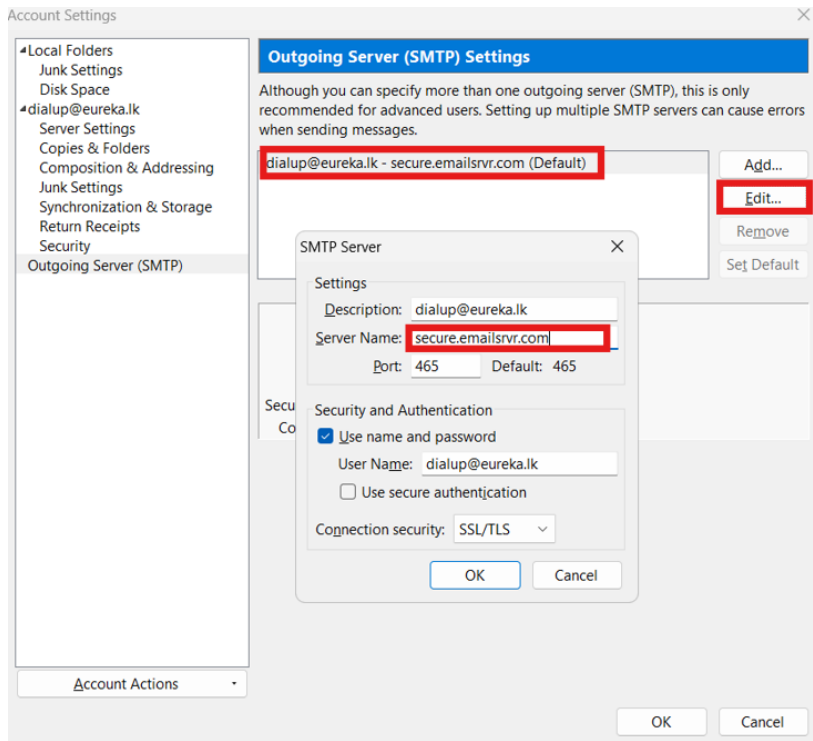 Account Settings
Local Folders
Junk Settings
Disk Space
dialup@eureka.lk
Server Settings
Copies & Folders
Composition & Addressing
Junk Settings
Synchronization & Storage
Return Receipts
Security
Outgoing Server (SMTP)
Account Actions
Outgoing Server (SMTP) Settings
Although you can specify more than one outgoing server (SMTP), this is only
recommended for advanced users. Setting up multiple SMTP servers can cause errors
when sending messages.
dialup@eureka.lk - secure.emailsrvr.com (Default)
Add...
Edit...
Remove
Set Default
Secu
Co
SMTP Server
Settings
Description: dialup@eureka.lk
Server Name: secure.emailsrvr.com
Port: 465 Default: 465
Security and Authentication
Use name and password
User Name: dialup@eureka.lk
Use secure authentication
Connection security: SSL/TLS
OK Cancel
OK Cancel